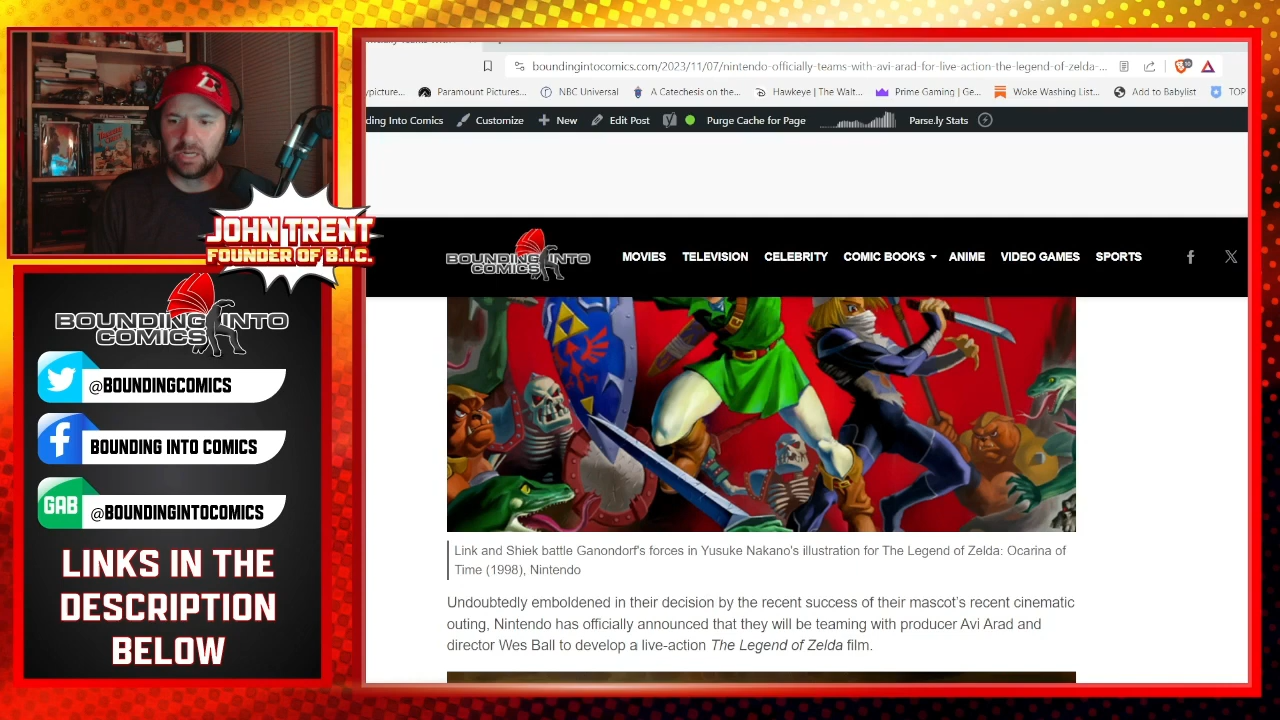 boundingintocomics.com/2023/11/07/nintendo-officially-teams-with-avi-arad-for-live-action-the-legend-of-zelda-...
ypicture... Paramount Pictures... NBC Universal A Catechesis on the... Hawkeye | The Wait... Prime Gaming | Ge... Woke Washing List... Add to Babylist TOP
ding Into Comics Customize New Edit Post Purge Cache for Page Parse.ly Stats
JOHN TRENT
FOUNDER OF B.I.C.
BOUNDING INTO
COMICS
MOVIES TELEVISION CELEBRITY COMIC BOOKS ANIME VIDEO GAMES SPORTS
BOUNDING INTO
COMICS
@BOUNDINGCOMICS
BOUNDING INTO COMICS
GAB @BOUNDINGINTOCOMICS
LINKS IN THE
DESCRIPTION
BELOW
Link and Shiek battle Ganondorf's forces in Yusuke Nakano's illustration for The Legend of Zelda: Ocarina of
Time (1998), Nintendo
Undoubtedly emboldened in their decision by the recent success of their mascot's recent cinematic
outing, Nintendo has officially announced that they will be teaming with producer Avi Arad and
director Wes Ball to develop a live-action The Legend of Zelda film.